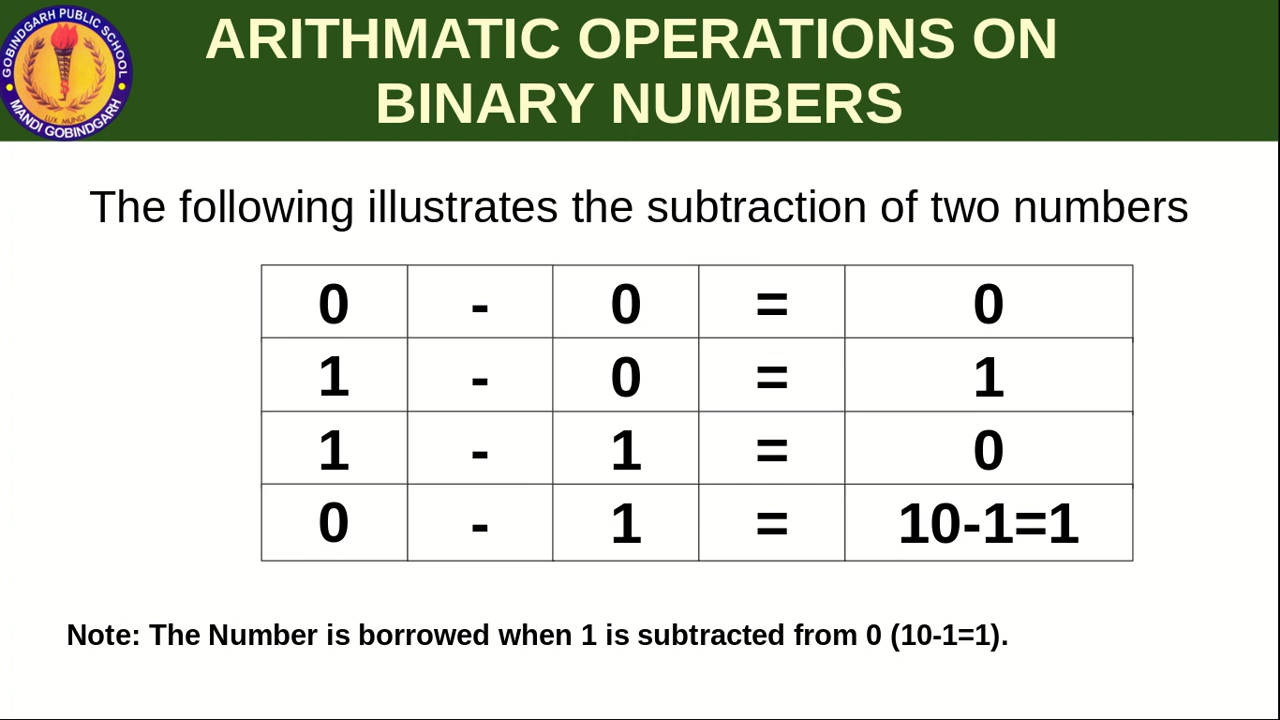 GOBINDGARH PUBLIC SCHOOL
LUX MUNDI
MANDI GOBINDGARH
ARITHMATIC OPERATIONS ON
BINARY NUMBERS
The following illustrates the subtraction of two numbers
0 - 0 = 0
1 - 0 = 1
1 - 1 = 0
0 - 1 = 10-1=1
Note: The Number is borrowed when 1 is subtracted from 0 (10-1=1).